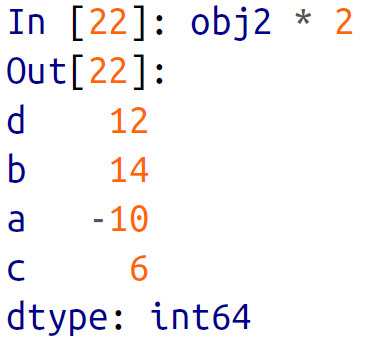 In [22]: obj2 * 2
Out[22]:
d    12
b    14
a   -10
c     6
dtype: int64